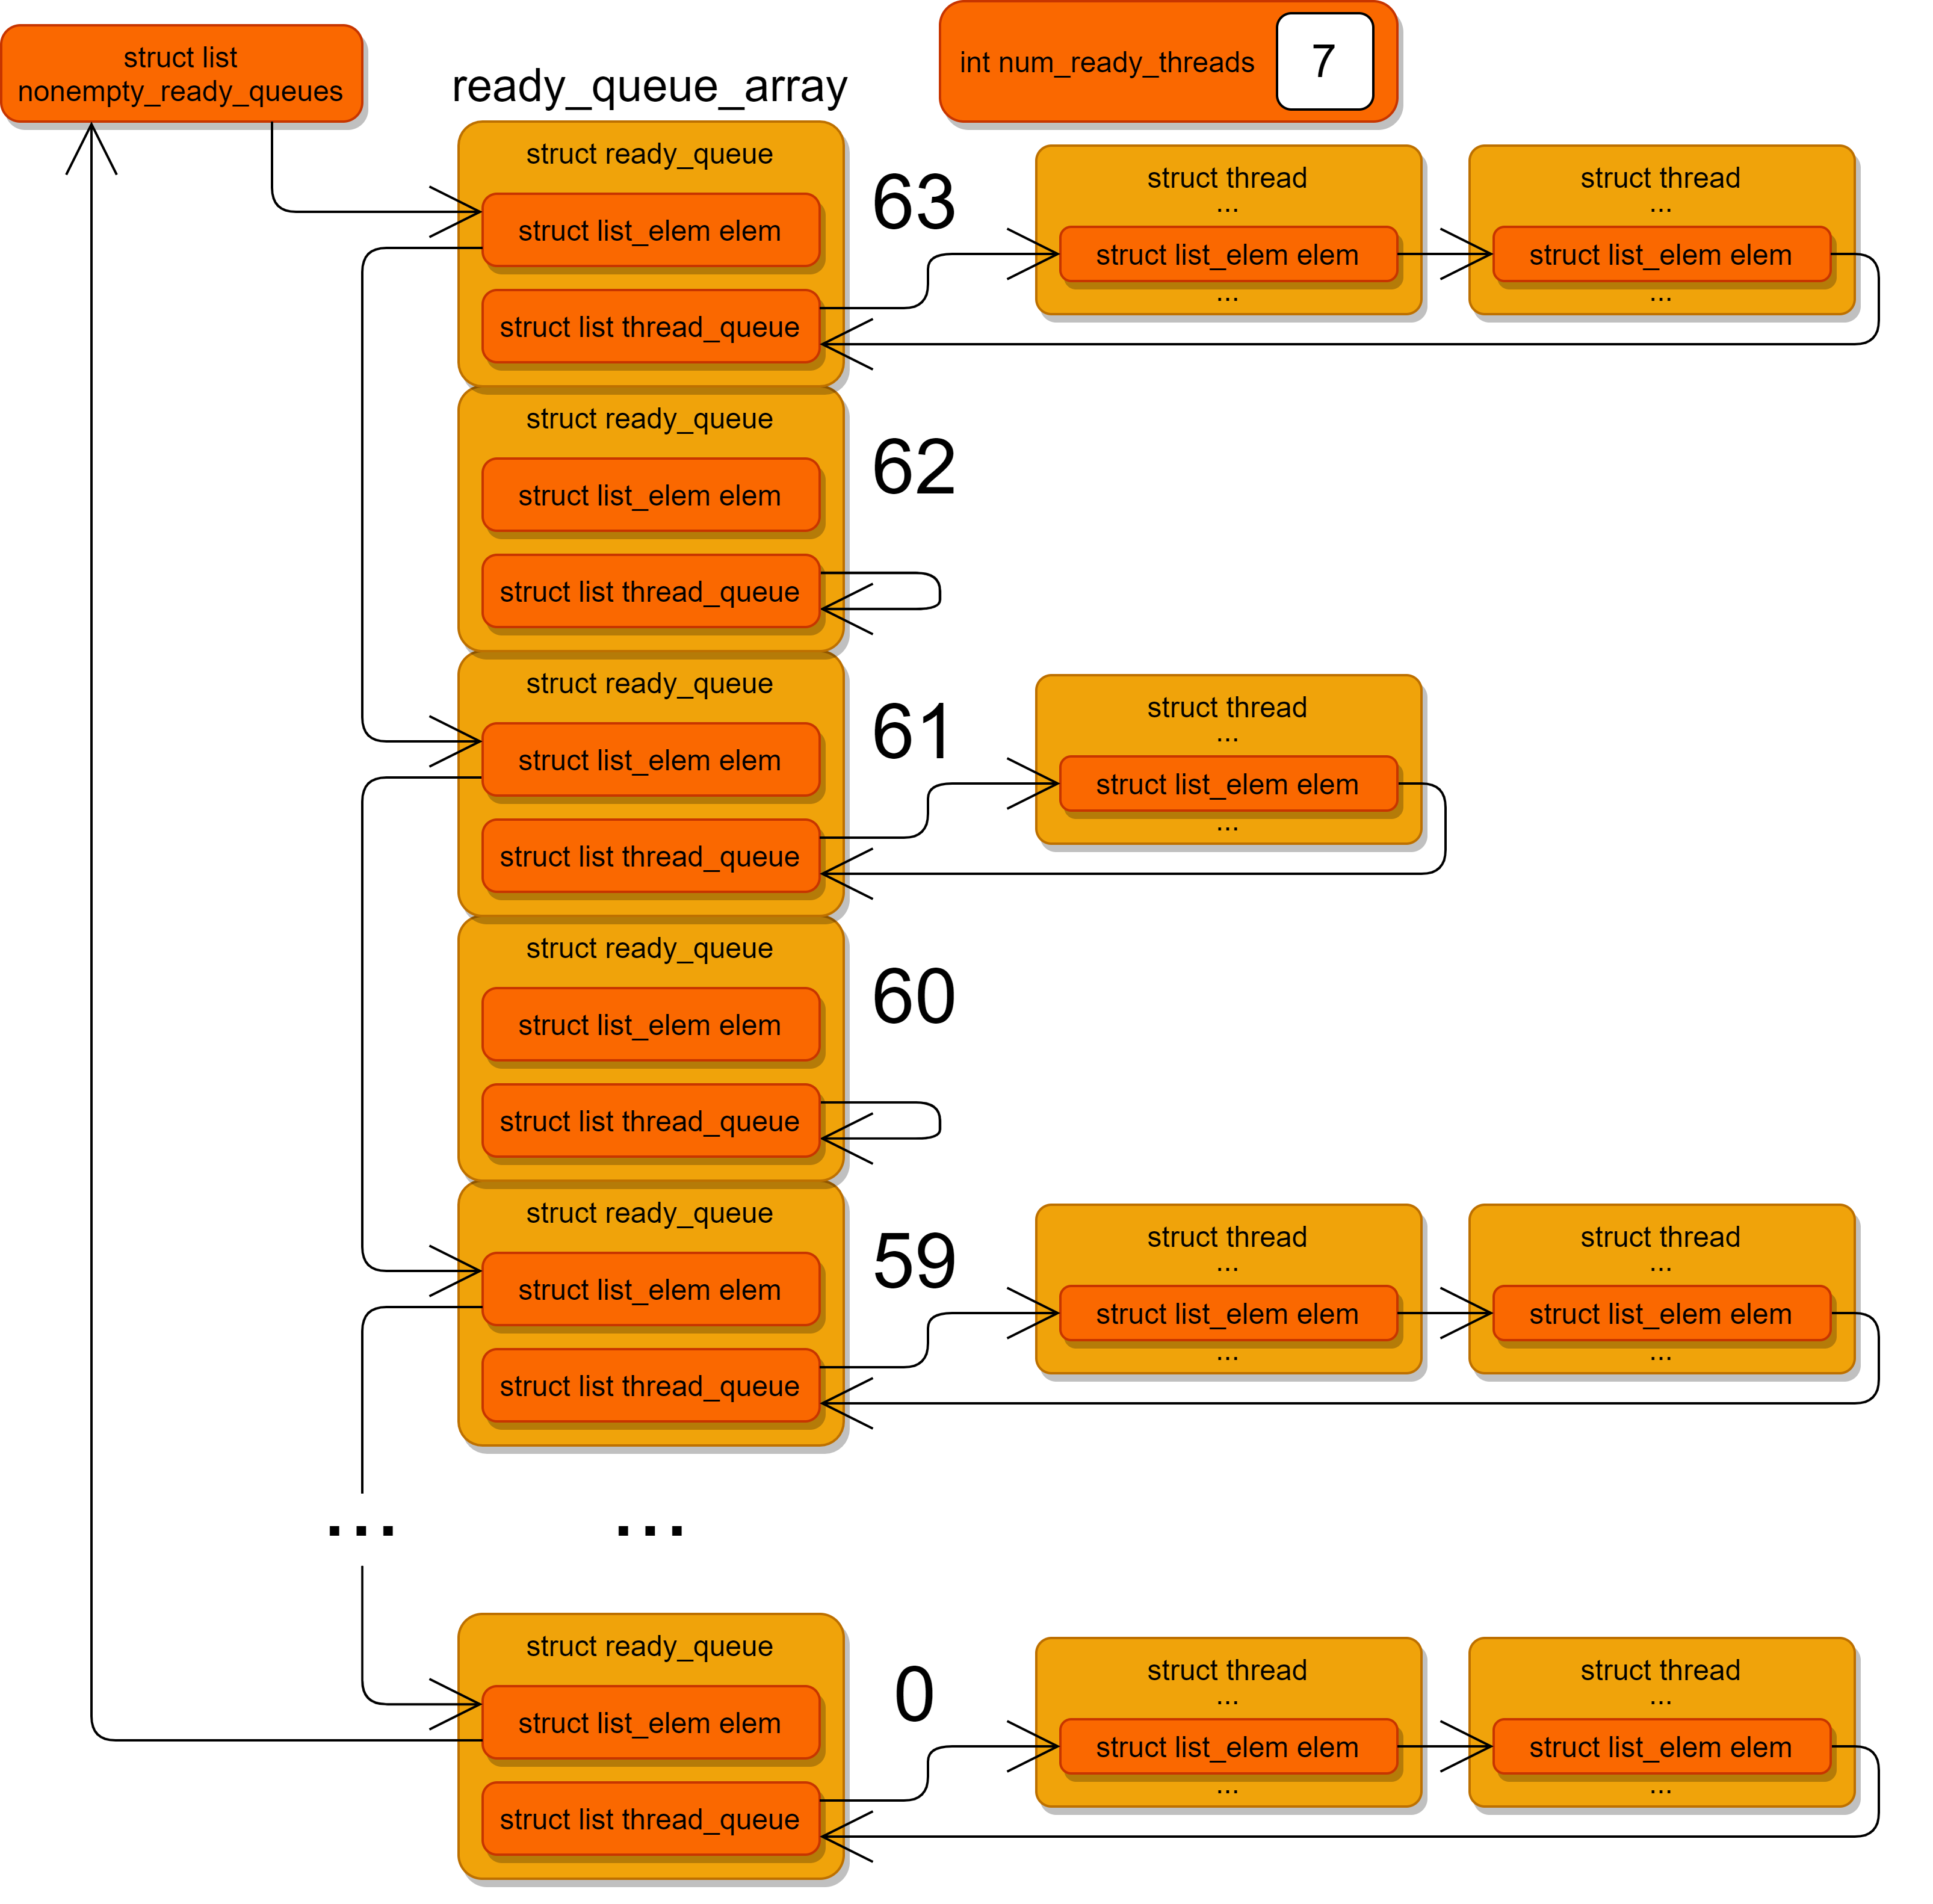 struct list
nonempty_ready_queues
int num_ready_threads
7
ready_queue_array
struct ready_queue
struct list_elem elem
struct list thread_queue
63
struct thread
...
struct list_elem elem
...
struct thread
...
struct list_elem elem
...
struct ready_queue
struct list_elem elem
struct list thread_queue
62
struct ready_queue
struct list_elem elem
struct list thread_queue
61
struct thread
...
struct list_elem elem
...
struct ready_queue
struct list_elem elem
struct list thread_queue
60
struct ready_queue
struct list_elem elem
struct list thread_queue
59
struct thread
...
struct list_elem elem
...
struct thread
...
struct list_elem elem
...
...
...
struct ready_queue
struct list_elem elem
struct list thread_queue
0
struct thread
...
struct list_elem elem
...
struct thread
...
struct list_elem elem
...